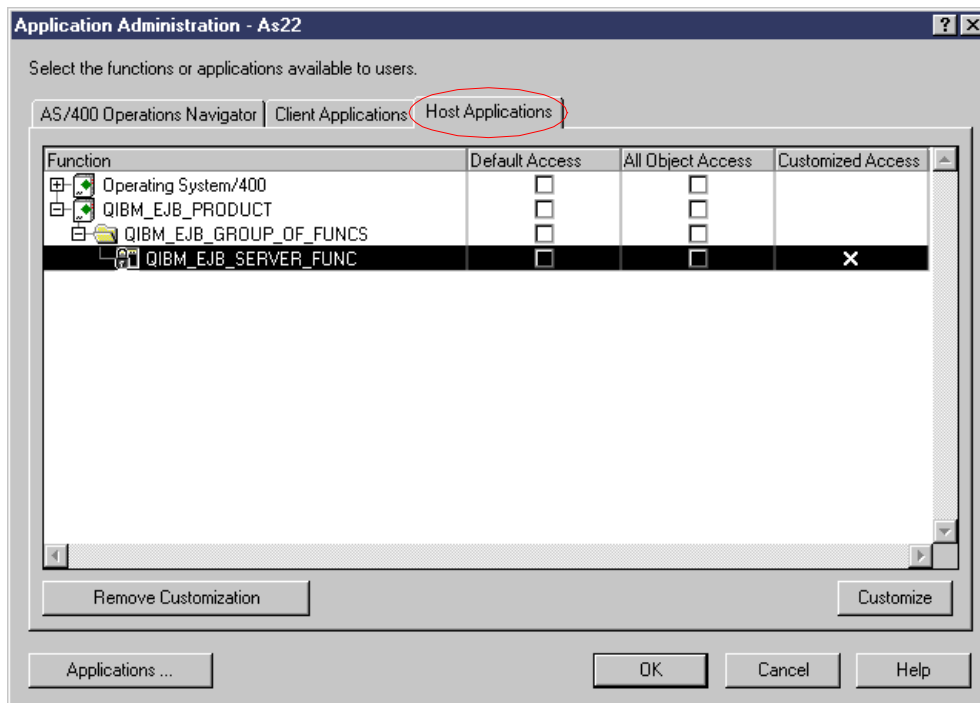 Application Administration - As22
Select the functions or applications available to users.
AS/400 Operations Navigator Client Applications Host Applications
Function Default Access All Object Access Customized Access
Operating System/400
QIBM_EJB_PRODUCT
QIBM_EJB_GROUP_OF_FUNCS
QIBM_EJB_SERVER_FUNC
Remove Customization Customize
Applications ... OK Cancel Help